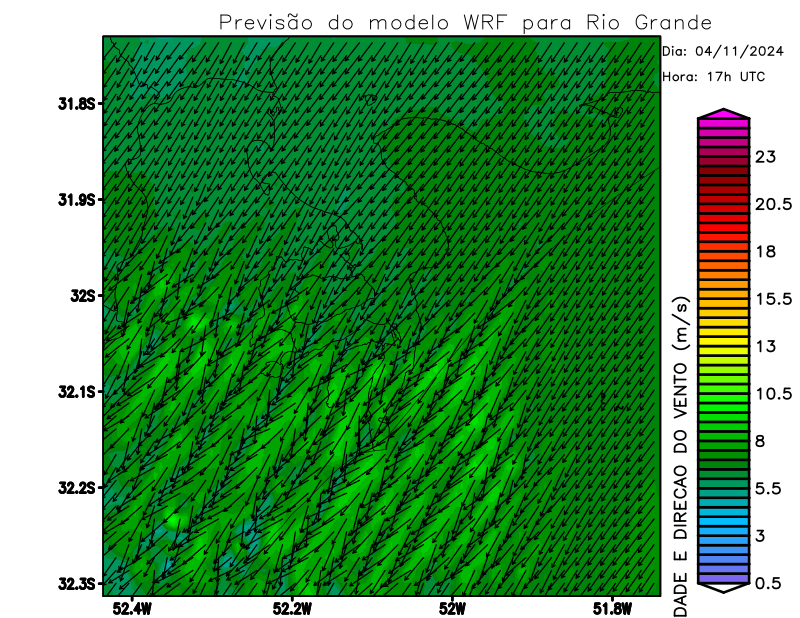 Previsão do modelo WRF para Rio Grande
Dia: 04/11/2024
Hora: 17h UTC
31.8S
31.9S
32S
32.1S
32.2S
32.3S
52.4W
52.2W
52W
51.8W
23
20.5
18
15.5
13
10.5
8
5.5
3
0.5
DADE E DIRECAO DO VENTO (m/s)